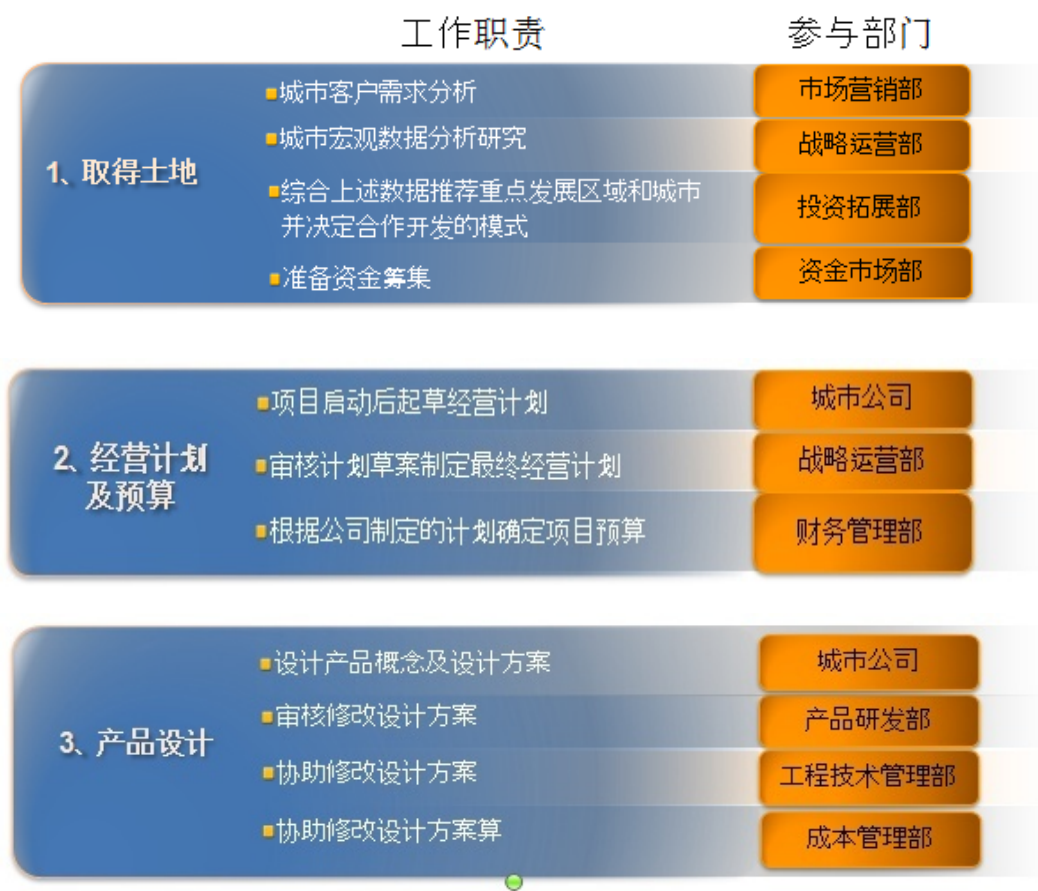 工作职责 参与部门
1、取得土地
■城市客户需求分析 市场营销部
■城市宏观数据分析研究 战略运营部
■综合上述数据推荐重点发展区域和城市
并决定合作开发的模式 投资拓展部
■准备资金筹集 资金市场部
2、经营计划
及预算
■项目启动后起草经营计划 城市公司
■审核计划草案制定最终经营计划 战略运营部
■根据公司制定的计划确定项目预算 财务管理部
3、产品设计
■设计产品概念及设计方案 城市公司
■审核修改设计方案 产品研发部
■协助修改设计方案 工程技术管理部
■协助修改设计方案算 成本管理部